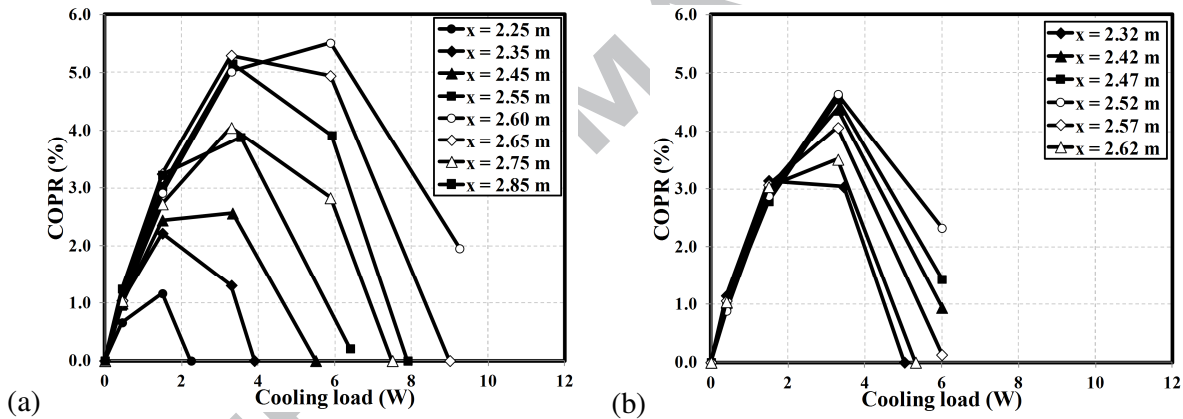 6.0
5.0
4.0
3.0
2.0
1.0
0.0
COPR (%)
0 2 4 6 8 10 12
Cooling load (W)
x = 2.25 m
x = 2.35 m
x = 2.45 m
x = 2.55 m
x = 2.60 m
x = 2.65 m
x = 2.75 m
x = 2.85 m
(a)
6.0
5.0
4.0
3.0
2.0
1.0
0.0
COPR (%)
0 2 4 6 8 10 12
Cooling load (W)
x = 2.32 m
x = 2.42 m
x = 2.47 m
x = 2.52 m
x = 2.57 m
x = 2.62 m
(b)
M